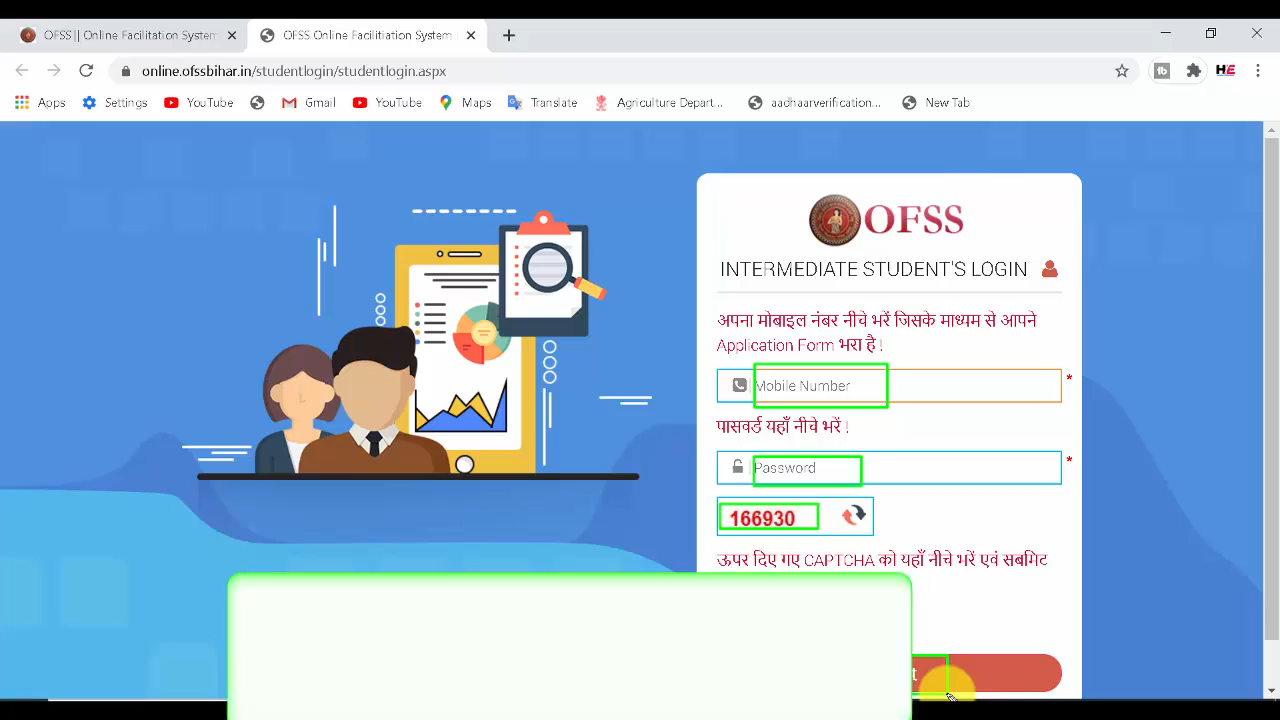 OFSS || Online Facilitation System
OFSS Online Facilitiation System
online.ofssbihar.in/studentlogin/studentlogin.aspx
Apps Settings YouTube Gmail YouTube Maps Translate Agriculture Depart... aadhaarverification... New Tab
OFSS
INTERMEDIATE STUDENT'S LOGIN
अपना मोबाइल नंबर नीचे भरें जिसके माध्यम से आपने
Application Form भरा है !
Mobile Number *
पासवर्ड यहाँ नीचे भरें !
Password *
166930
ऊपर दिए गए CAPTCHA को यहाँ नीचे भरें एवं सबमिट